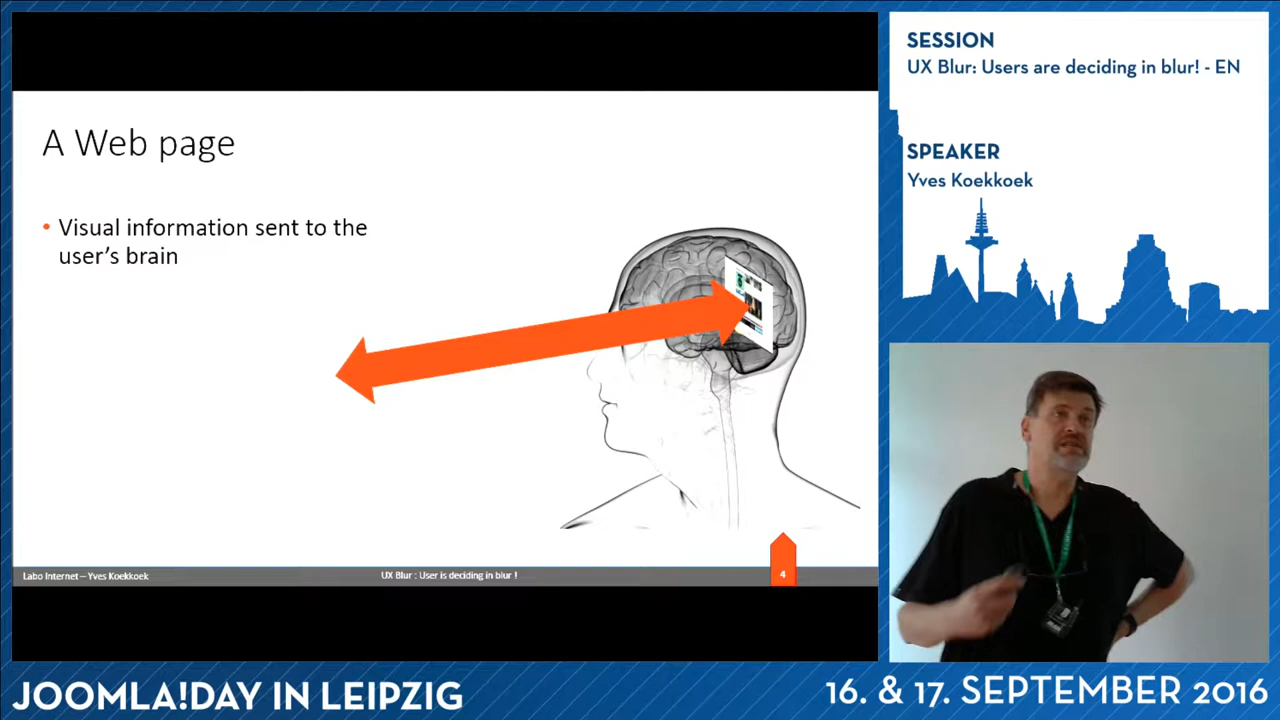 A Web page
• Visual information sent to the
user’s brain
Labo Internet – Yves Koekkoek
UX Blur : User is deciding in blur !
4
SESSION
UX Blur: Users are deciding in blur! - EN
SPEAKER
Yves Koekkoek
JOOMLA!DAY IN LEIPZIG
16. & 17. SEPTEMBER 2016